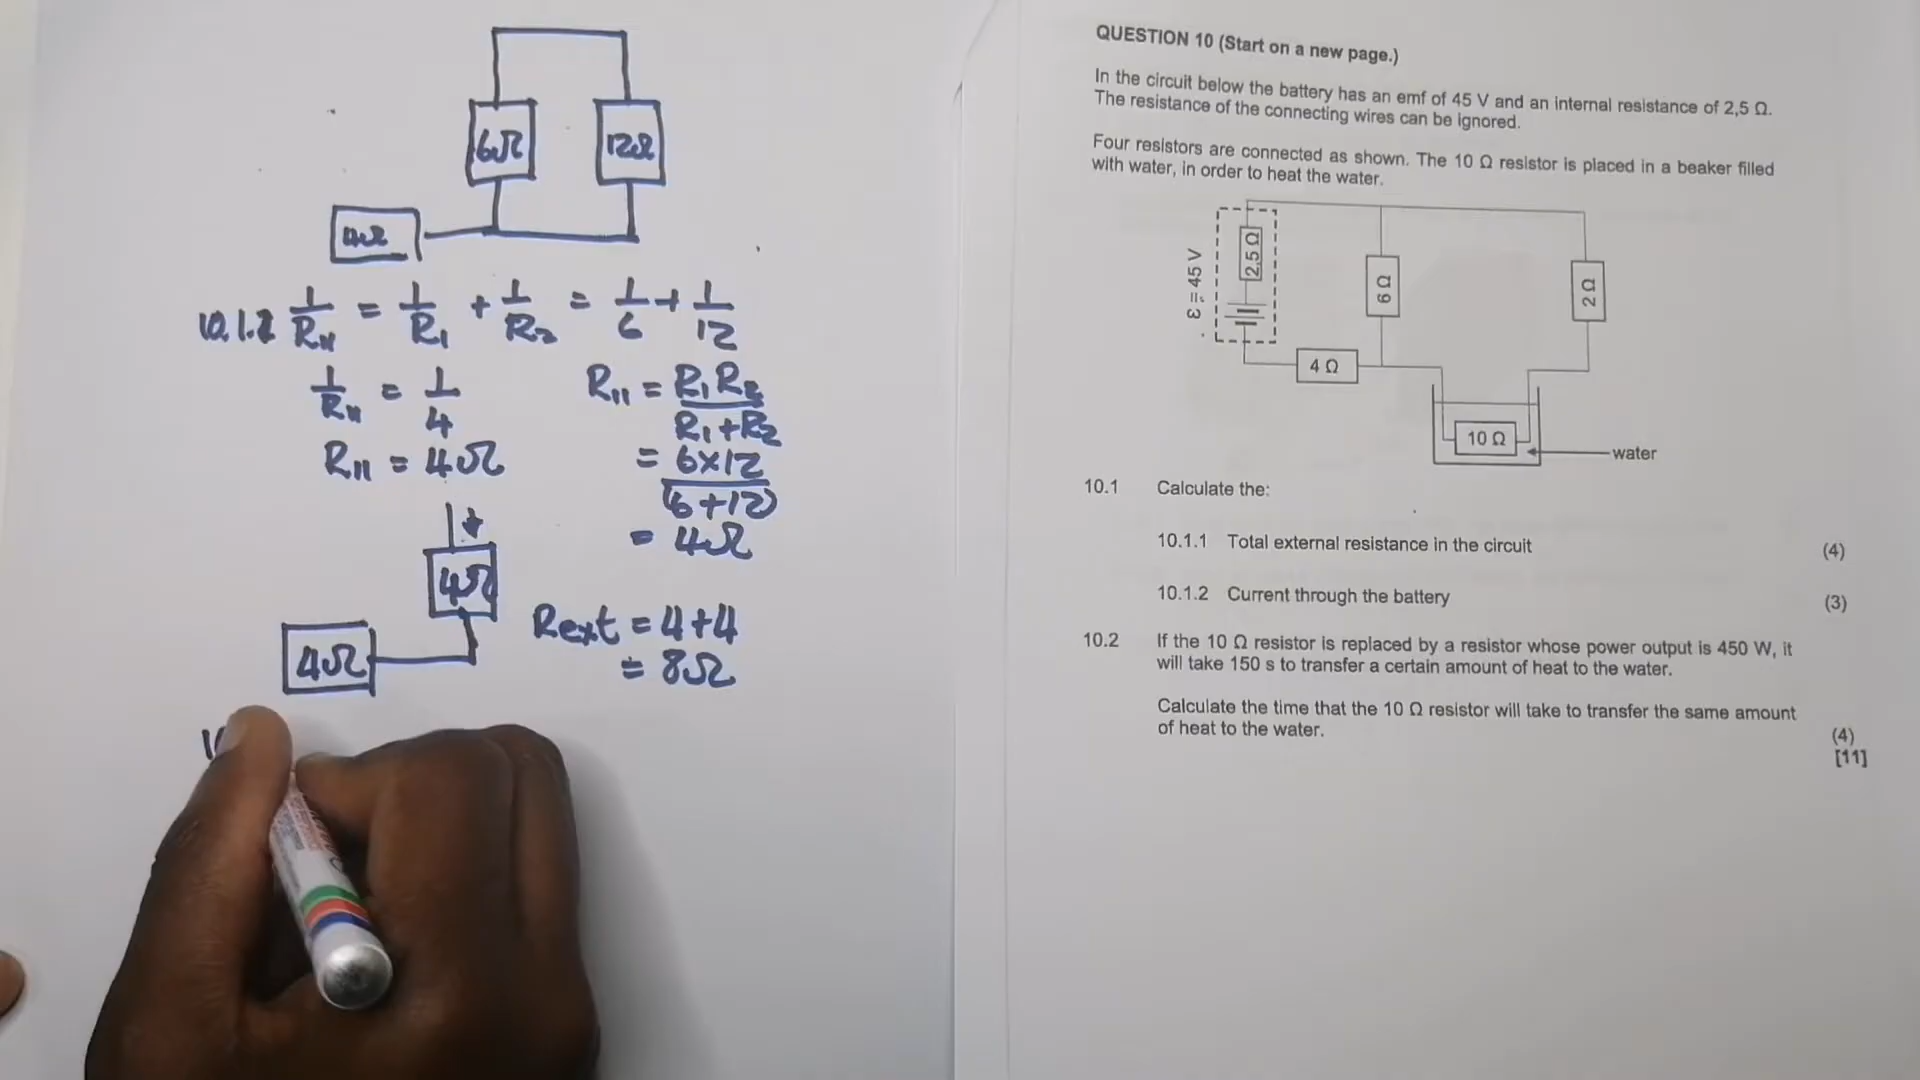 6Ω 12Ω
4Ω
10.1.1 1/R11 = 1/R1 + 1/R2 = 1/6 + 1/12
1/R11 = 1/4
R11 = 4Ω
R11 = R1R2/R1+R2
= 6×12/(6+12)
= 4Ω
4Ω
4Ω
Rext = 4+4
= 8Ω
QUESTION 10 (Start on a new page.)
In the circuit below the battery has an emf of 45 V and an internal resistance of 2,5 Ω.
The resistance of the connecting wires can be ignored.
Four resistors are connected as shown. The 10 Ω resistor is placed in a beaker filled
with water, in order to heat the water.
ε = 45 V
2,5 Ω
6 Ω
2 Ω
4 Ω
10 Ω
water
10.1 Calculate the:
10.1.1 Total external resistance in the circuit (4)
10.1.2 Current through the battery (3)
10.2 If the 10 Ω resistor is replaced by a resistor whose power output is 450 W, it
will take 150 s to transfer a certain amount of heat to the water.
Calculate the time that the 10 Ω resistor will take to transfer the same amount
of heat to the water. (4)
[11]